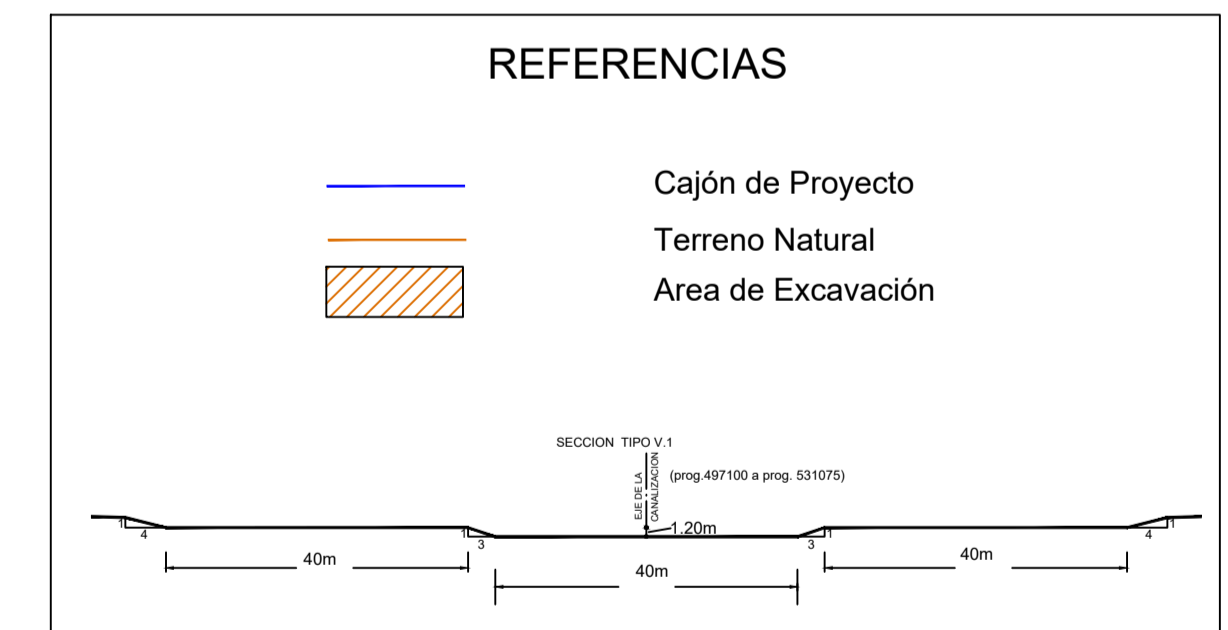 REFERENCIAS
Cajón de Proyecto
Terreno Natural
Area de Excavación
SECCION TIPO V.1
EJE DE LA
CANALIZACION
(prog.497100 a prog. 531075)
1.20m
1
4
1
3
3
1
4
1
40m
40m
40m